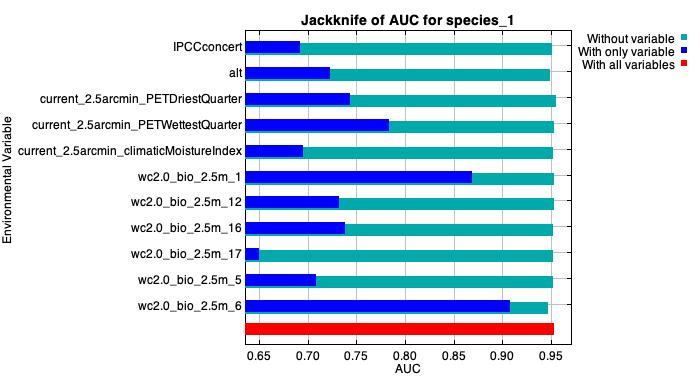 Jackknife of AUC for species_1
Without variable
With only variable
With all variables
Environmental Variable
IPCCconcert
alt
current_2.5arcmin_PETDriestQuarter
current_2.5arcmin_PETWettestQuarter
current_2.5arcmin_climaticMoistureIndex
wc2.0_bio_2.5m_1
wc2.0_bio_2.5m_12
wc2.0_bio_2.5m_16
wc2.0_bio_2.5m_17
wc2.0_bio_2.5m_5
wc2.0_bio_2.5m_6
0.65 0.70 0.75 0.80 0.85 0.90 0.95
AUC